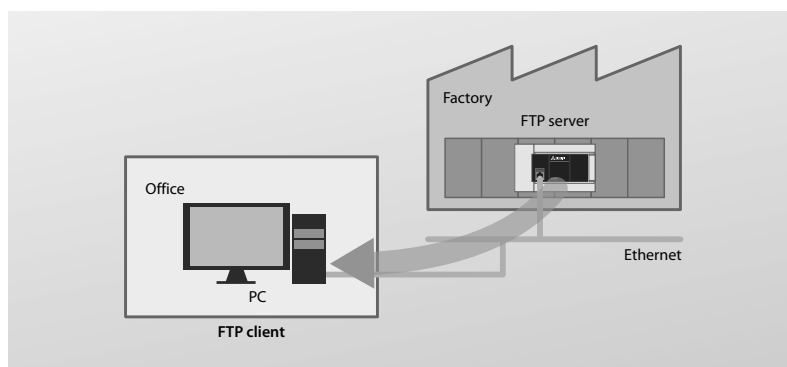 Factory
FTP server
Office
Ethernet
PC
FTP client